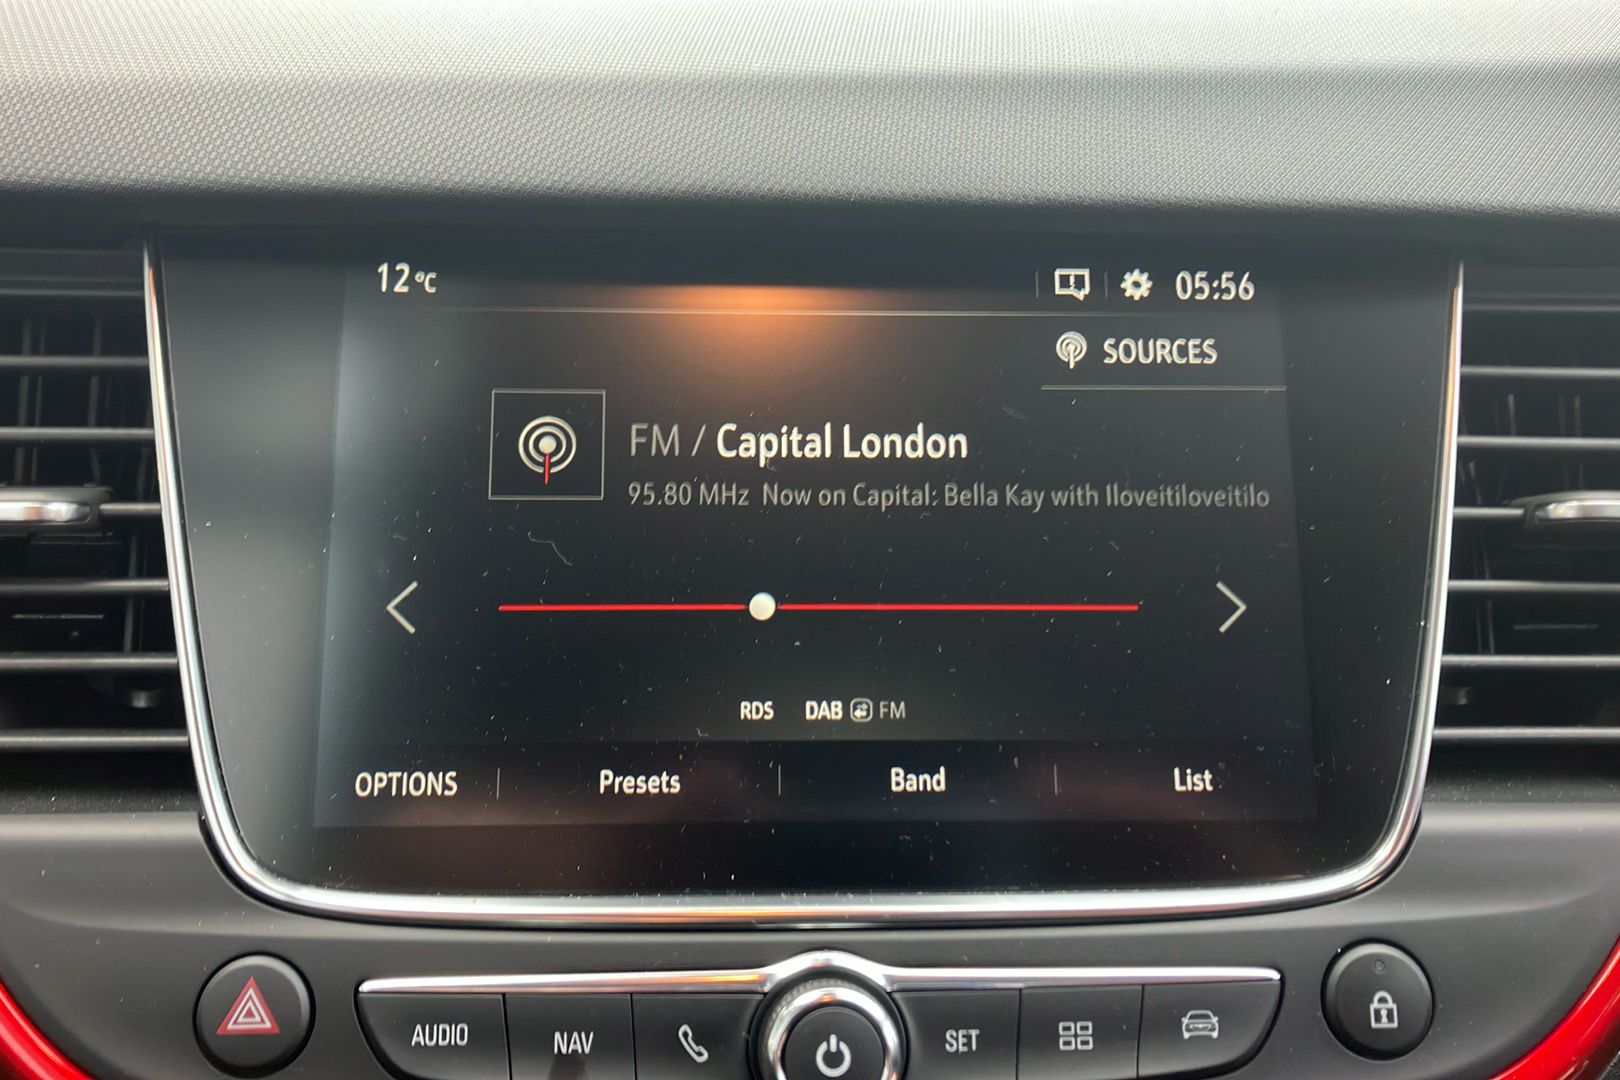 12°C 05:56
SOURCES
FM / Capital London
95.80 MHz Now on Capital: Bella Kay with Iloveitiloveitilo
RDS DAB FM
OPTIONS Presets Band List
AUDIO NAV SET